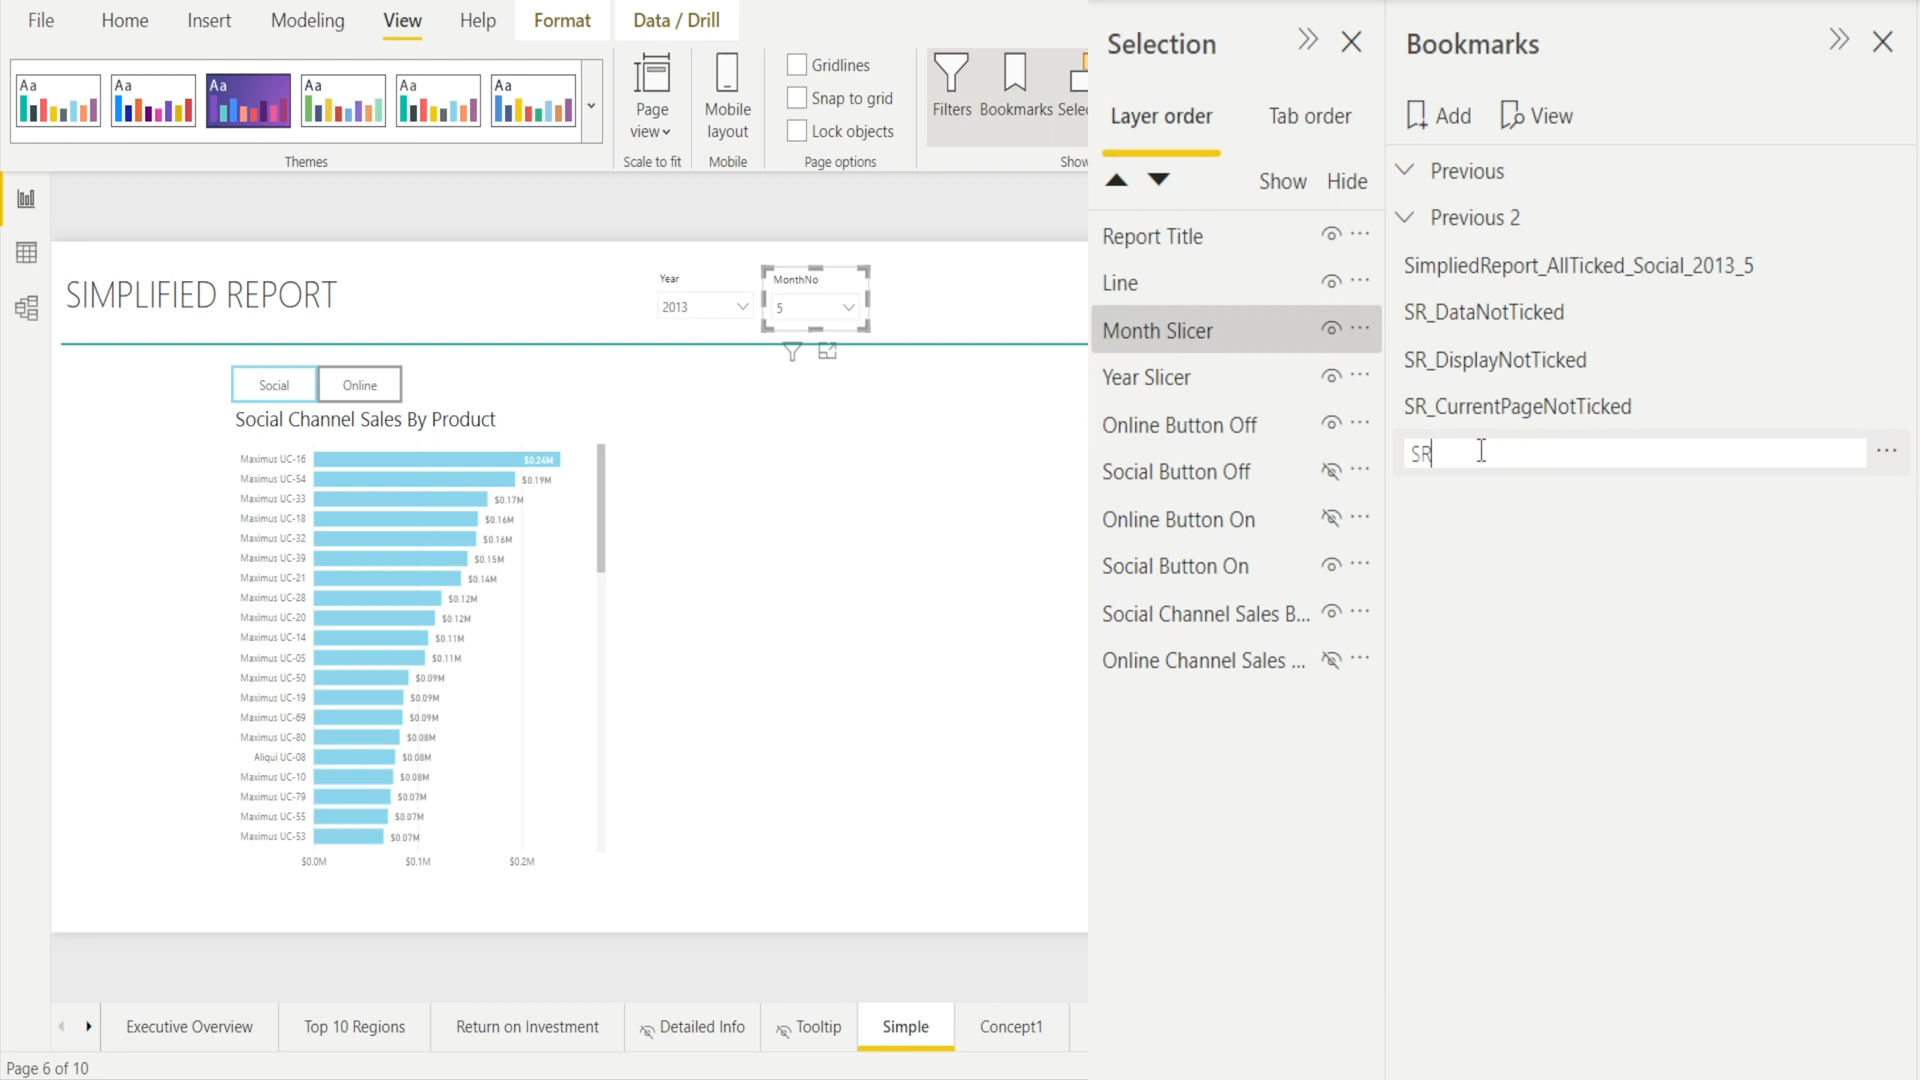 File Home Insert Modeling View Help Format Data / Drill
Aa Aa Aa Aa Aa Aa
Themes
Page view
Scale to fit
Mobile layout
Mobile
Gridlines
Snap to grid
Lock objects
Page options
Filters Bookmarks Selec
Show
SIMPLIFIED REPORT
Year
2013
MonthNo
5
Social Online
Social Channel Sales By Product
Maximus UC-16 $0.24M
Maximus UC-54 $0.19M
Maximus UC-33 $0.17M
Maximus UC-18 $0.16M
Maximus UC-32 $0.16M
Maximus UC-39 $0.15M
Maximus UC-21 $0.14M
Maximus UC-28 $0.12M
Maximus UC-20 $0.12M
Maximus UC-14 $0.11M
Maximus UC-05 $0.11M
Maximus UC-50 $0.09M
Maximus UC-19 $0.09M
Maximus UC-69 $0.09M
Maximus UC-80 $0.08M
Aliqui UC-08 $0.08M
Maximus UC-10 $0.08M
Maximus UC-79 $0.07M
Maximus UC-55 $0.07M
Maximus UC-53 $0.07M
$0.0M $0.1M $0.2M
Executive Overview Top 10 Regions Return on Investment Detailed Info Tooltip Simple Concept1
Page 6 of 10
Selection
Layer order Tab order
Show Hide
Report Title
Line
Month Slicer
Year Slicer
Online Button Off
Social Button Off
Online Button On
Social Button On
Social Channel Sales B...
Online Channel Sales ...
Bookmarks
Add View
Previous
Previous 2
SimpliedReport_AllTicked_Social_2013_5
SR_DataNotTicked
SR_DisplayNotTicked
SR_CurrentPageNotTicked
SR